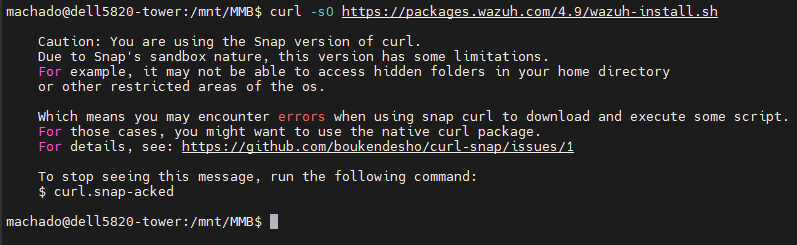 machado@dell5820-tower:/mnt/MMB$ curl -sO https://packages.wazuh.com/4.9/wazuh-install.sh
Caution: You are using the Snap version of curl.
Due to Snap's sandbox nature, this version has some limitations.
For example, it may not be able to access hidden folders in your home directory
or other restricted areas of the os.
Which means you may encounter errors when using snap curl to download and execute some script.
For those cases, you might want to use the native curl package.
For details, see: https://github.com/boukendesho/curl-snap/issues/1
To stop seeing this message, run the following command:
$ curl.snap-acked
machado@dell5820-tower:/mnt/MMB$